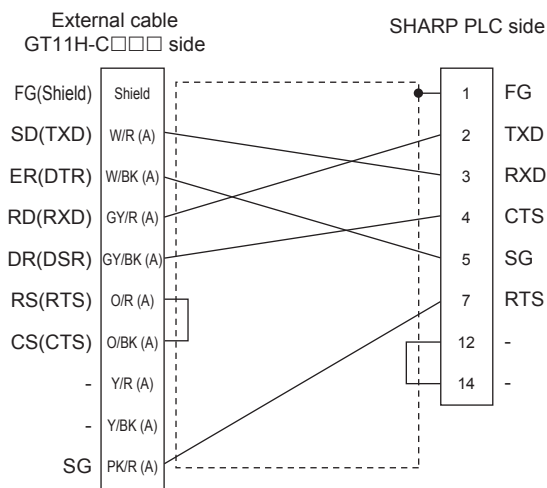 External cable
GT11H-C□□□ side
SHARP PLC side
FG(Shield) Shield 1 FG
SD(TXD) W/R (A) 2 TXD
ER(DTR) W/BK (A) 3 RXD
RD(RXD) GY/R (A) 4 CTS
DR(DSR) GY/BK (A) 5 SG
RS(RTS) O/R (A) 7 RTS
CS(CTS) O/BK (A) 12 -
- Y/R (A) 14 -
- Y/BK (A)
SG PK/R (A)